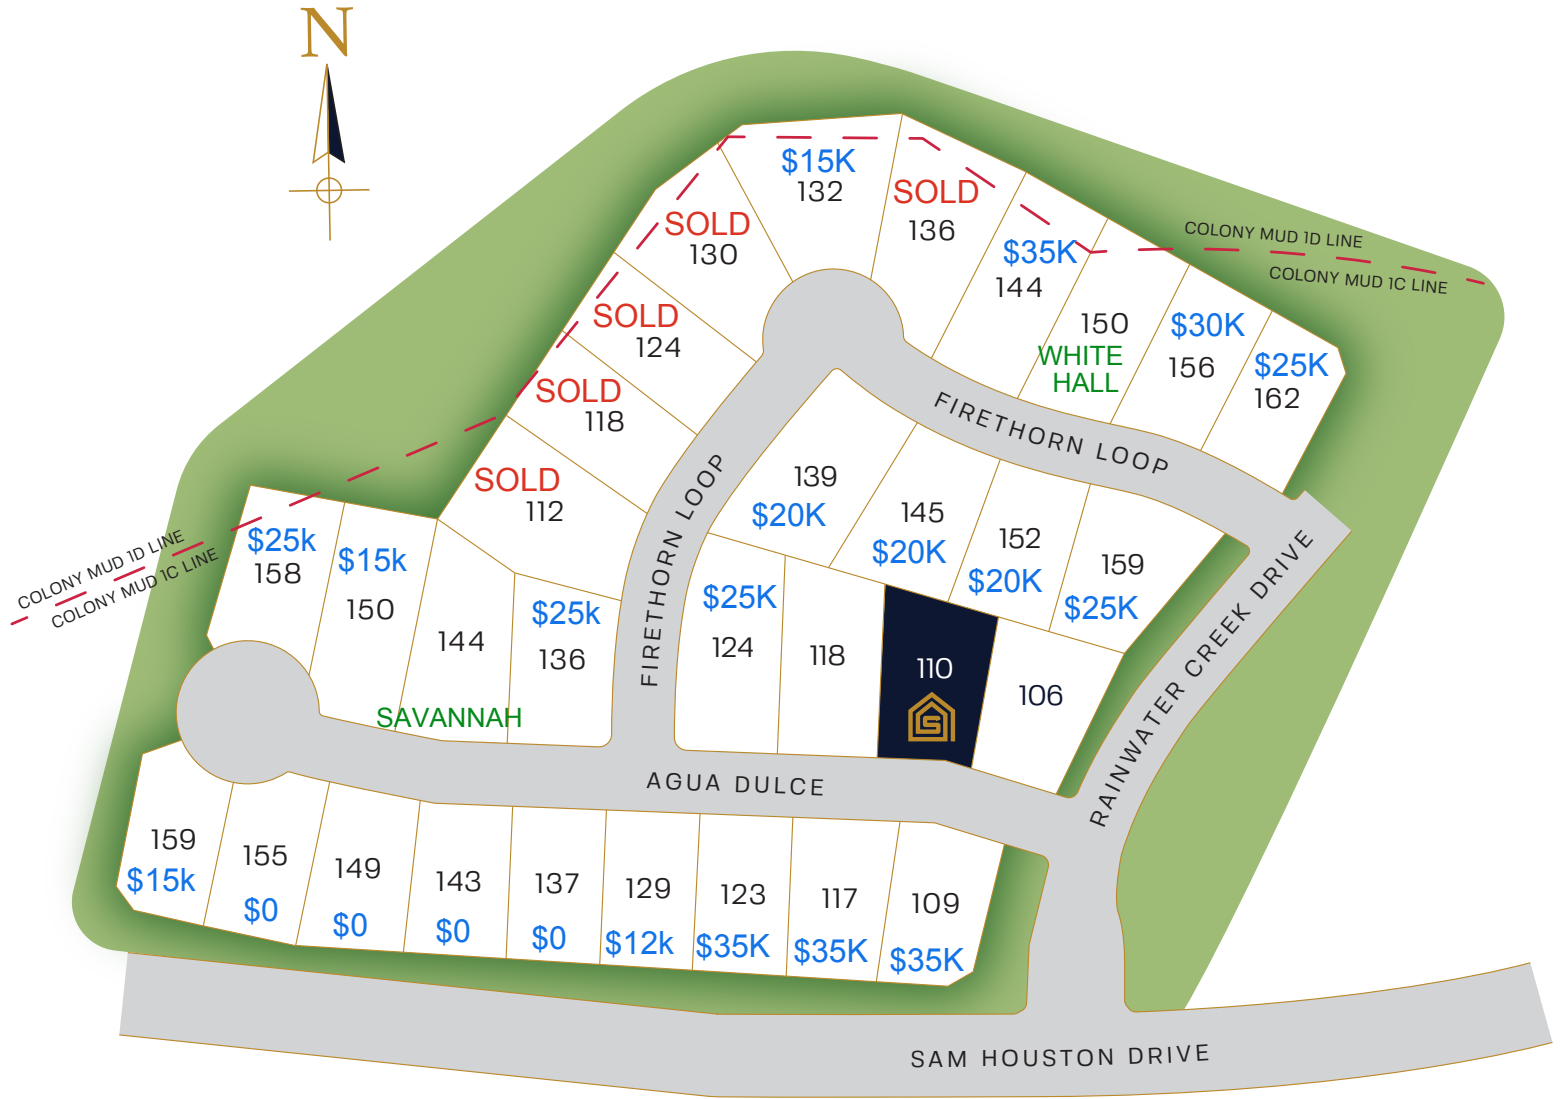 N
$15K
132
SOLD
136
SOLD
130
$35K
144
COLONY MUD 1D LINE
COLONY MUD 1C LINE
SOLD
124
150
WHITE
HALL
$30K
156
$25K
162
SOLD
118
FIRETHORN LOOP
SOLD
112
139
$20K
145
$20K
152
$20K
159
$25K
FIRETHORN LOOP
RAINWATER CREEK DRIVE
COLONY MUD 1D LINE
COLONY MUD 1C LINE
$25k
158
$15k
150
144
$25k
136
SAVANNAH
$25K
124
118
110
106
AGUA DULCE
159
$15k
155
$0
149
$0
143
$0
137
$0
129
$12k
123
$35K
117
$35K
109
$35K
SAM HOUSTON DRIVE